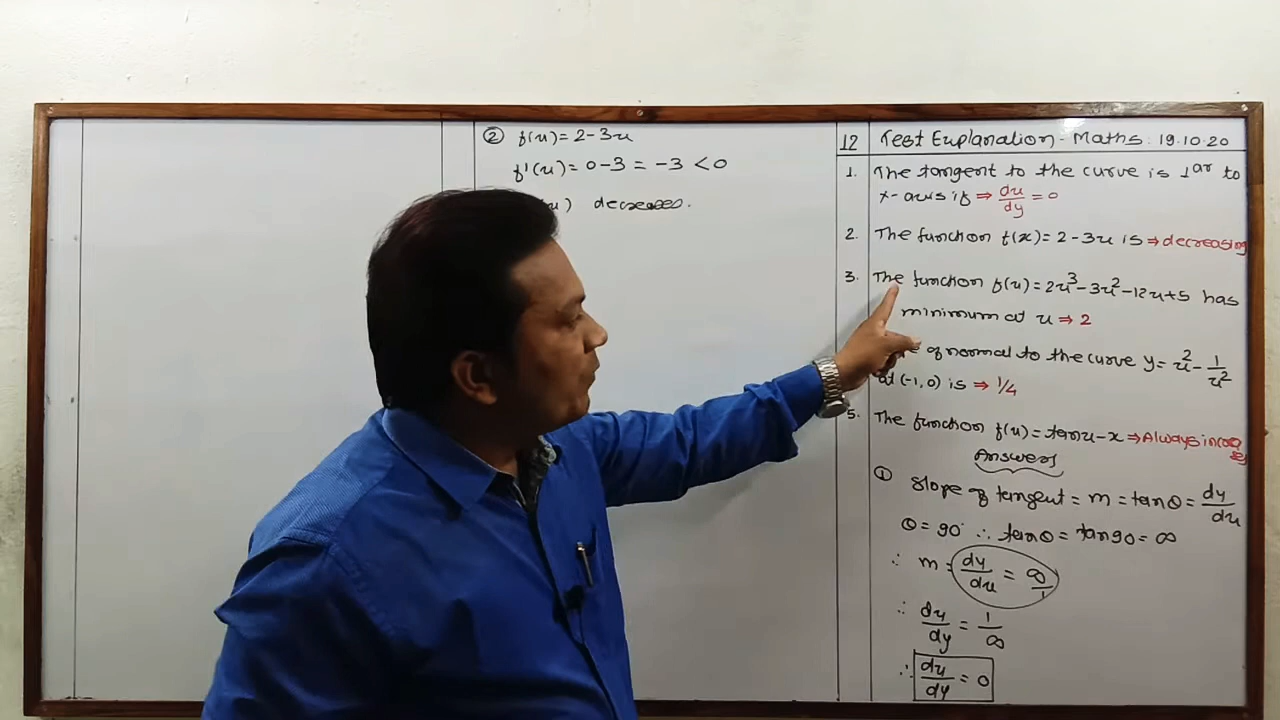 ② f(x) = 2-3x
f'(x) = 0-3 = -3 < 0
x) decreases.
12 Test Explanation - Maths. 19.10.20
1. The tangent to the curve is ⊥ar to
x-axis if ⇒ dx/dy = 0
2. The function f(x) = 2-3x is ⇒ decreasing
3. The function f(x) = 2x³-3x²-12x+5 has
minimum at x ⇒ 2
of normal to the curve y = x² - 1/x²
at (-1, 0) is ⇒ 1/4
5. The function f(x) = tanx-x ⇒ Always increases
Answers
① Slope of tangent = m = tanθ = dy/dx
θ = 90° ∴ tanθ = tan90 = ∞
∴ m = dy/dx = ∞/1
∴ dx/dy = 1/∞
∴ dx/dy = 0